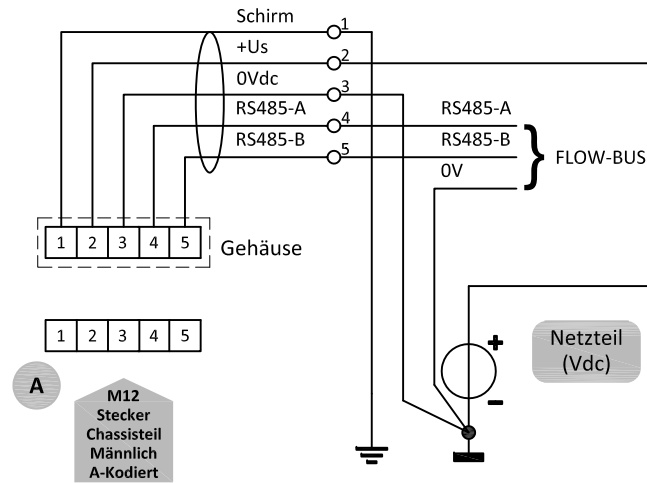 Schirm 1
+Us 2
0Vdc 3
RS485-A 4 RS485-A
RS485-B 5 RS485-B
0V
} FLOW-BUS
1 2 3 4 5
Gehäuse
1 2 3 4 5
+
−
Netzteil
(Vdc)
A
M12
Stecker
Chassisteil
Männlich
A-Kodiert